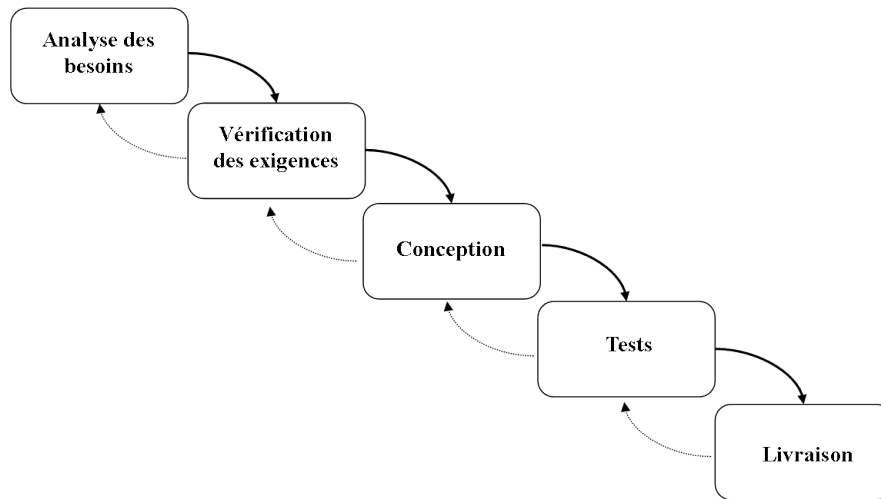 Analyse des
besoins
Vérification
des exigences
Conception
Tests
Livraison